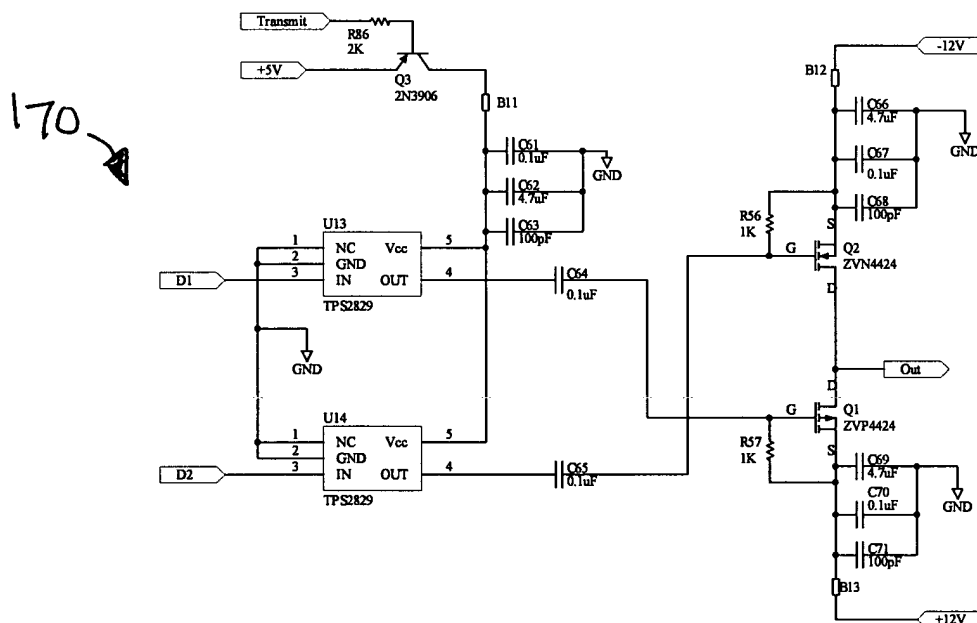 170
Transmit
R86
2K
+5V
Q3
2N3906
B11
C61
0.1uF
C62
4.7uF
C63
100pF
GND
-12V
B12
C66
4.7uF
C67
0.1uF
C68
100pF
GND
R56
1K
S
G
Q2
ZVN4424
D
U13
1 NC Vcc 5
2 GND
3 IN OUT 4
TPS2829
D1
C64
0.1uF
GND
Out
U14
1 NC Vcc 5
2 GND
3 IN OUT 4
TPS2829
D2
C65
0.1uF
D
G
Q1
ZVP4424
R57
1K
S
C69
4.7uF
C70
0.1uF
C71
100pF
GND
B13
+12V